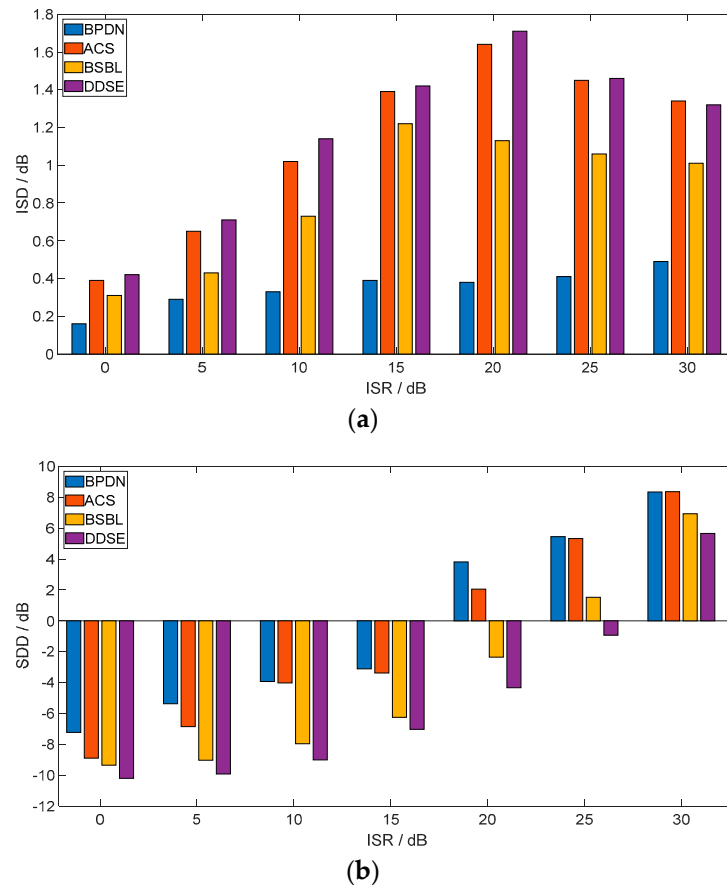 1.8
1.6
1.4
1.2
1
0.8
0.6
0.4
0.2
0
ISD / dB
BPDN
ACS
BSBL
DDSE
0 5 10 15 20 25 30
ISR / dB
(a)
10
8
6
4
2
0
-2
-4
-6
-8
-10
-12
SDD / dB
BPDN
ACS
BSBL
DDSE
0 5 10 15 20 25 30
ISR / dB
(b)